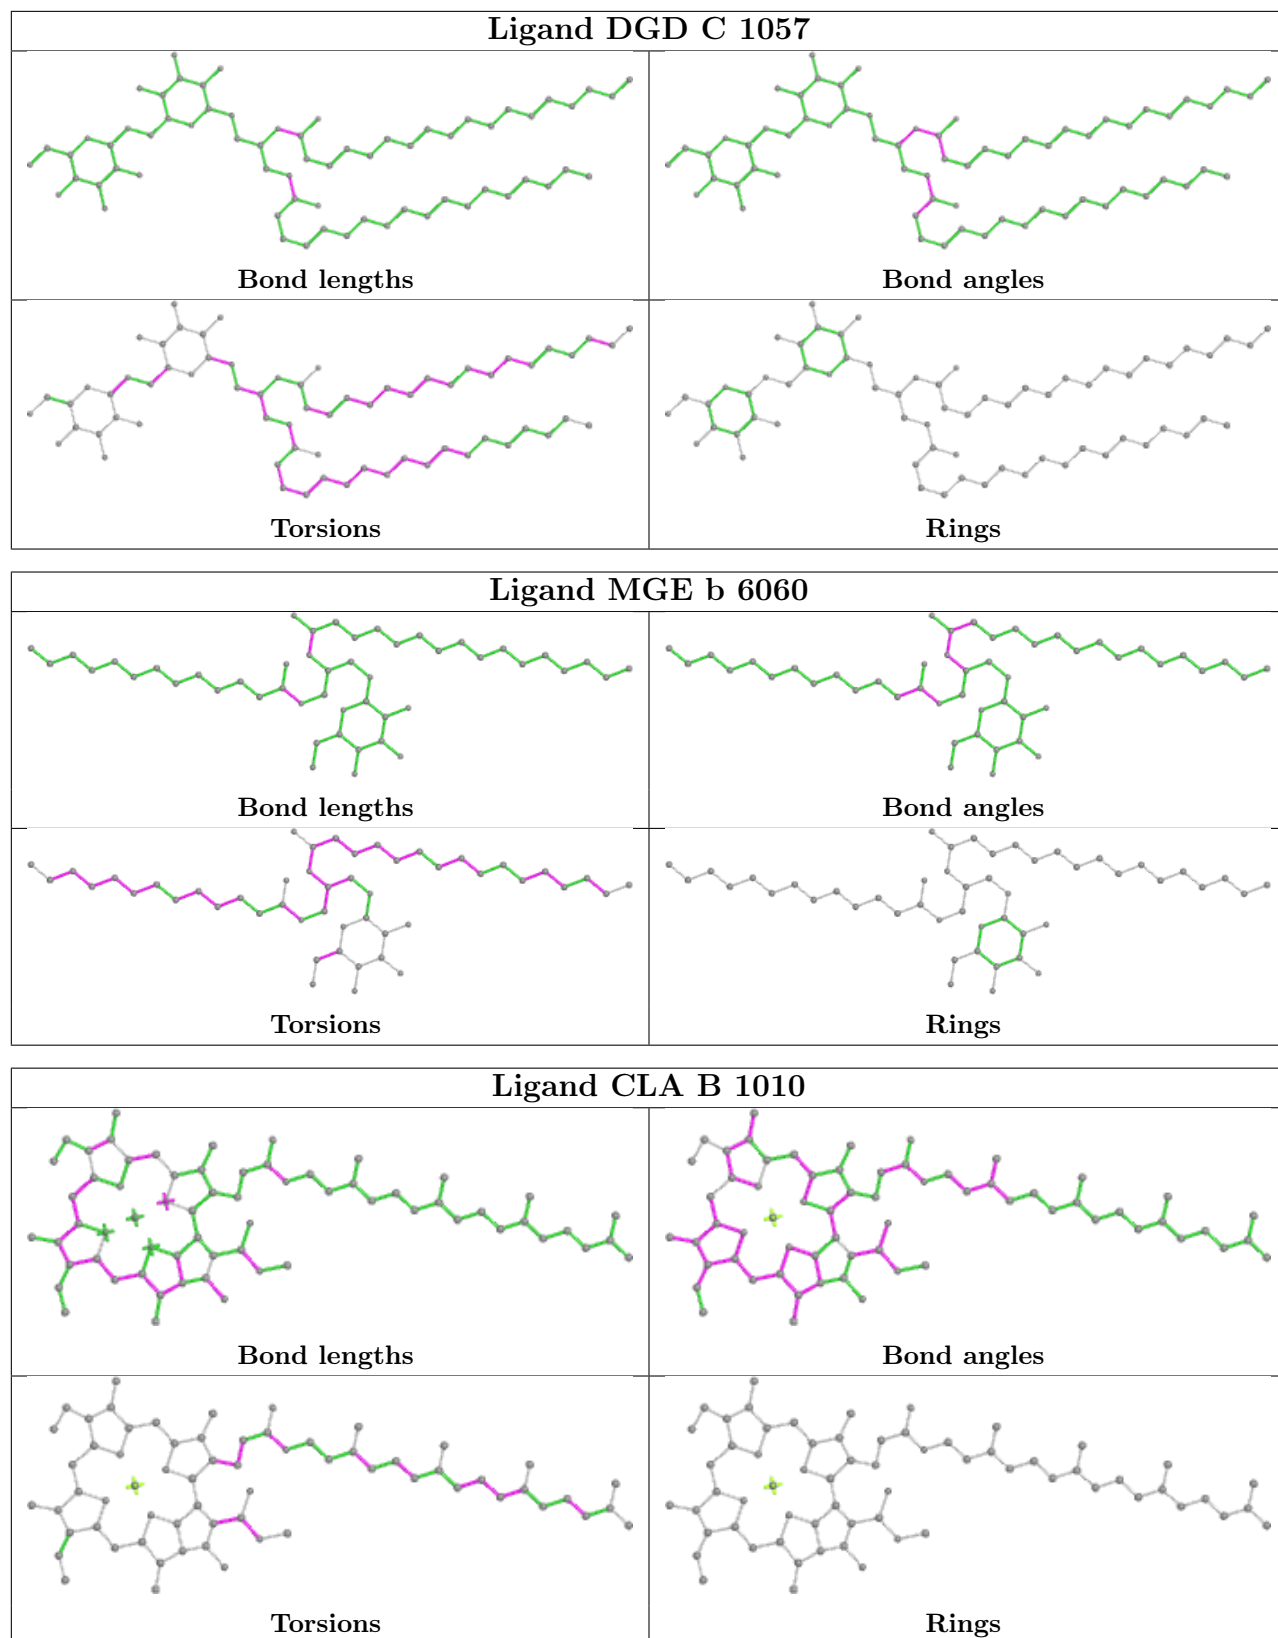 Ligand DGD C 1057
Bond lengths
Bond angles
Torsions
Rings
Ligand MGE b 6060
Bond lengths
Bond angles
Torsions
Rings
Ligand CLA B 1010
Bond lengths
Bond angles
Torsions
Rings